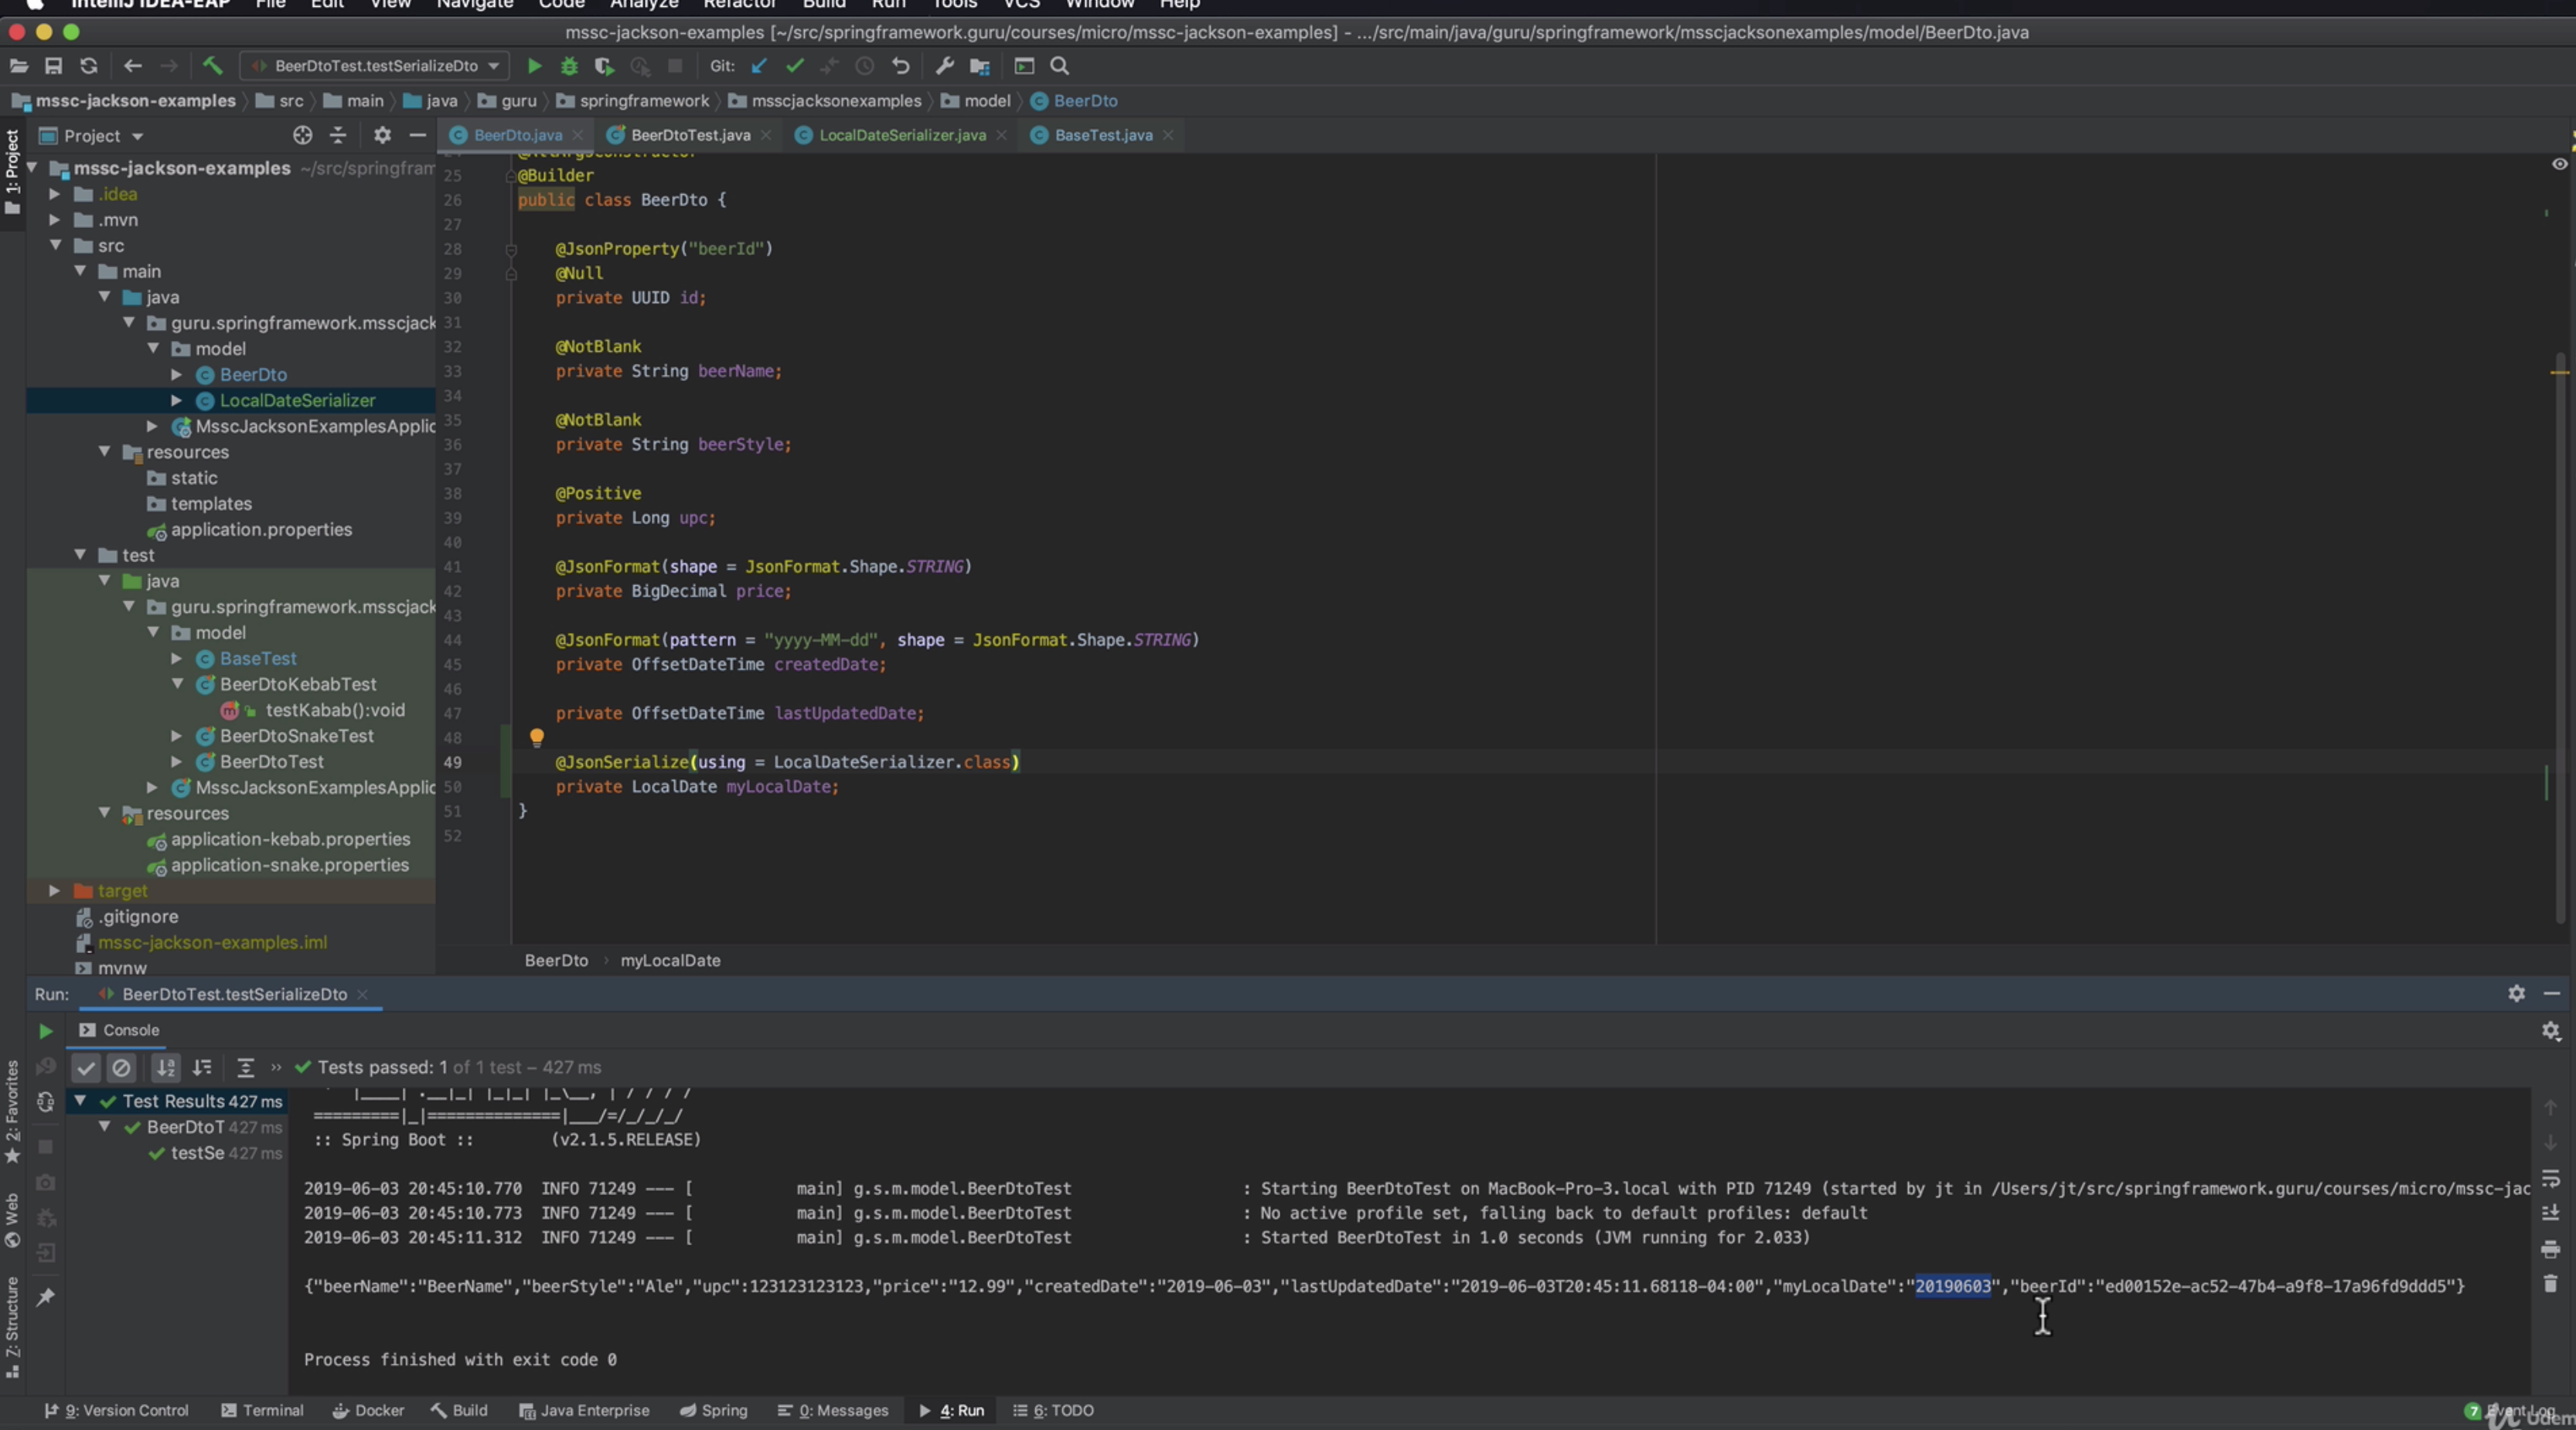 IntelliJ IDEA-EAP File Edit View Navigate Code Analyze Refactor Build Run Tools VCS Window Help
mssc-jackson-examples [~/src/springframework.guru/courses/micro/mssc-jackson-examples] - .../src/main/java/guru/springframework/msscjacksonexamples/model/BeerDto.java
BeerDtoTest.testSerializeDto Git:
mssc-jackson-examples src main java guru springframework msscjacksonexamples model BeerDto
1: Project
Project
BeerDto.java BeerDtoTest.java LocalDateSerializer.java BaseTest.java
mssc-jackson-examples ~/src/springfram
.idea
.mvn
src
main
java
guru.springframework.msscjack
model
BeerDto
LocalDateSerializer
MsscJacksonExamplesApplic
resources
static
templates
application.properties
test
java
guru.springframework.msscjack
model
BaseTest
BeerDtoKebabTest
testKabab():void
BeerDtoSnakeTest
BeerDtoTest
MsscJacksonExamplesApplic
resources
application-kebab.properties
application-snake.properties
target
.gitignore
mssc-jackson-examples.iml
mvnw
24 @AllArgsConstructor
25 @Builder
26 public class BeerDto {
27
28 @JsonProperty("beerId")
29 @Null
30 private UUID id;
31
32 @NotBlank
33 private String beerName;
34
35 @NotBlank
36 private String beerStyle;
37
38 @Positive
39 private Long upc;
40
41 @JsonFormat(shape = JsonFormat.Shape.STRING)
42 private BigDecimal price;
43
44 @JsonFormat(pattern = "yyyy-MM-dd", shape = JsonFormat.Shape.STRING)
45 private OffsetDateTime createdDate;
46
47 private OffsetDateTime lastUpdatedDate;
48
49 @JsonSerialize(using = LocalDateSerializer.class)
50 private LocalDate myLocalDate;
51 }
52
BeerDto › myLocalDate
Run: BeerDtoTest.testSerializeDto
Console
» Tests passed: 1 of 1 test – 427 ms
Test Results 427 ms
BeerDtoT 427 ms
testSe 427 ms
' |____| .__|_| |_|_| |_\__, | / / / /
=========|_|==============|___/=/_/_/_/
:: Spring Boot :: (v2.1.5.RELEASE)
2019-06-03 20:45:10.770 INFO 71249 --- [ main] g.s.m.model.BeerDtoTest : Starting BeerDtoTest on MacBook-Pro-3.local with PID 71249 (started by jt in /Users/jt/src/springframework.guru/courses/micro/mssc-jac
2019-06-03 20:45:10.773 INFO 71249 --- [ main] g.s.m.model.BeerDtoTest : No active profile set, falling back to default profiles: default
2019-06-03 20:45:11.312 INFO 71249 --- [ main] g.s.m.model.BeerDtoTest : Started BeerDtoTest in 1.0 seconds (JVM running for 2.033)
{"beerName":"BeerName","beerStyle":"Ale","upc":123123123123,"price":"12.99","createdDate":"2019-06-03","lastUpdatedDate":"2019-06-03T20:45:11.68118-04:00","myLocalDate":"20190603","beerId":"ed00152e-ac52-47b4-a9f8-17a96fd9ddd5"}
Process finished with exit code 0
2: Favorites
Web
7: Structure
9: Version Control Terminal Docker Build Java Enterprise Spring 0: Messages 4: Run 6: TODO 7 Event Log
Udem